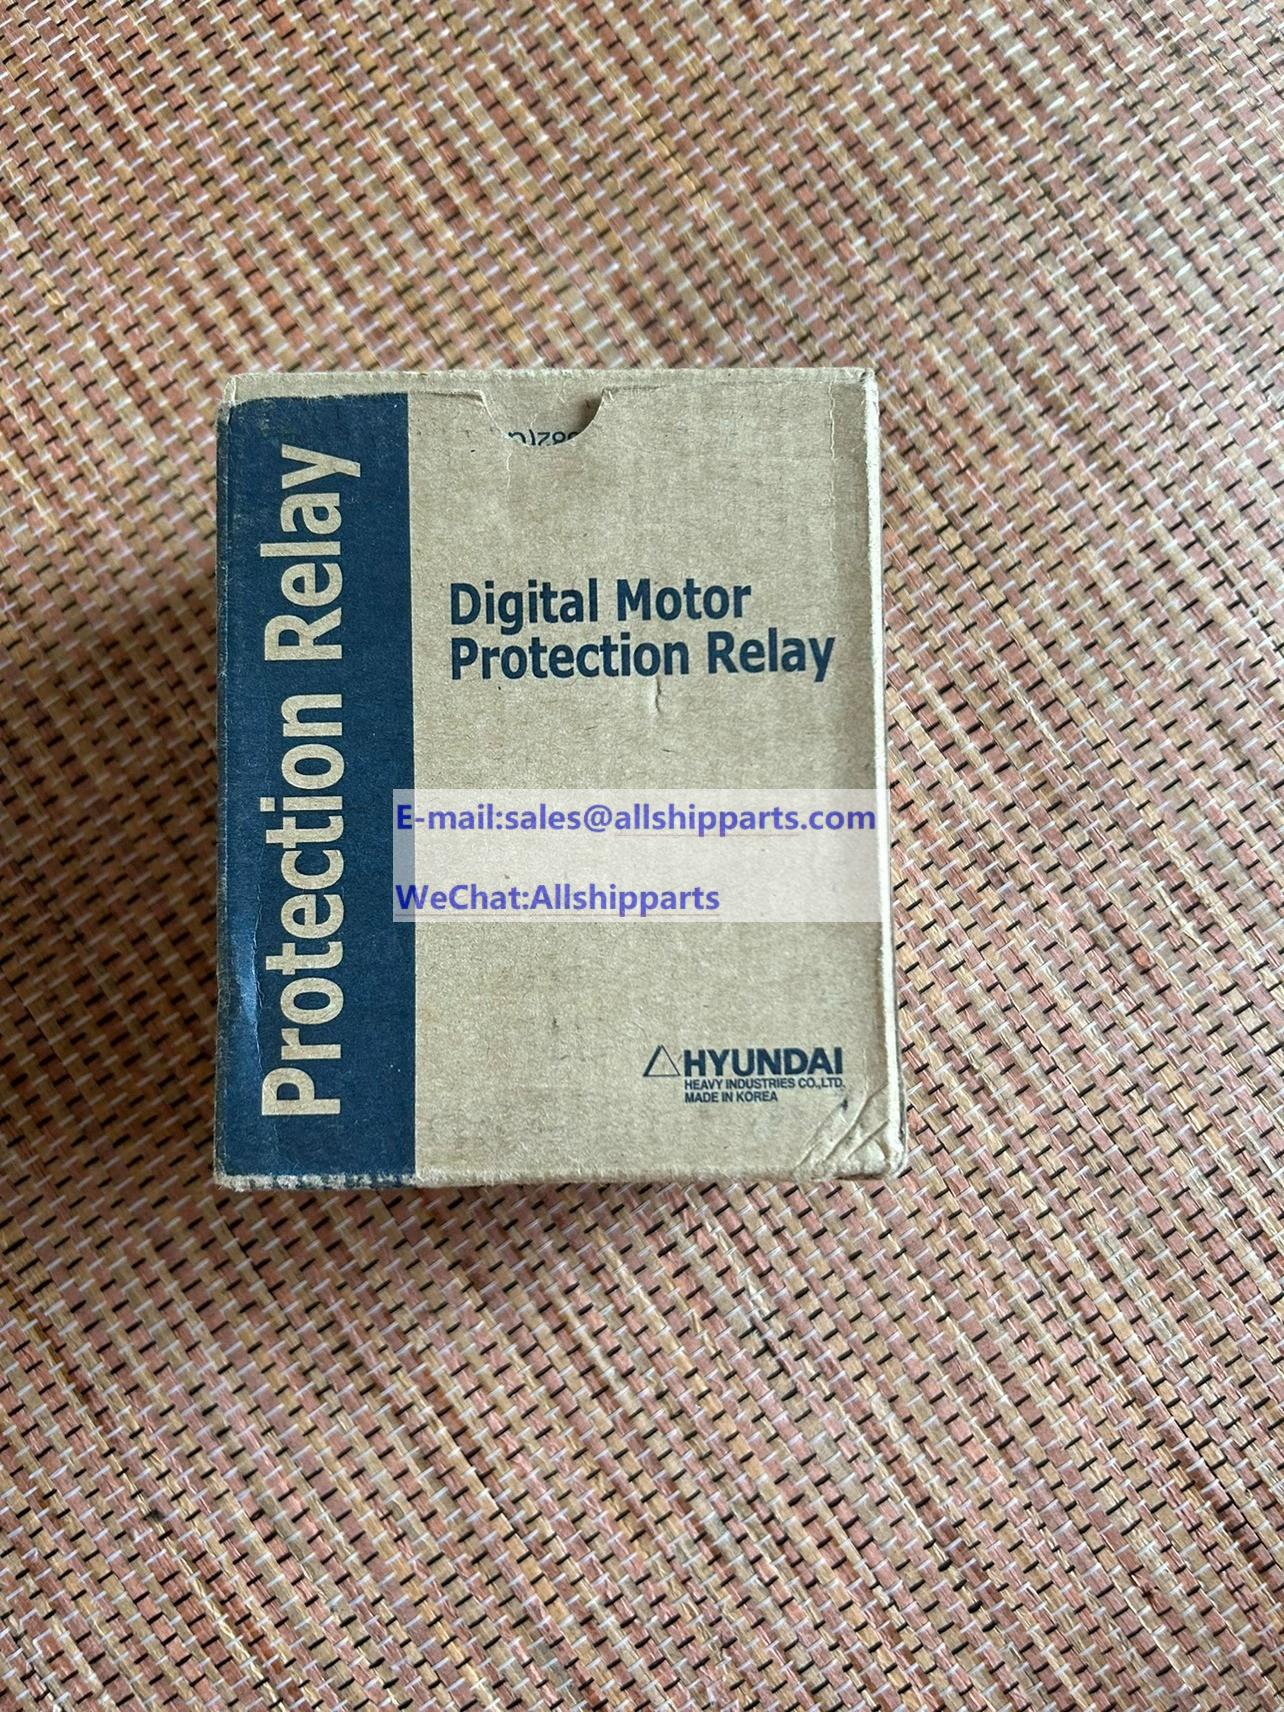 Protection Relay
Digital Motor
Protection Relay
E-mail:sales@allshipparts.com
WeChat:Allshipparts
HYUNDAI
HEAVY INDUSTRIES CO.,LTD.
MADE IN KOREA